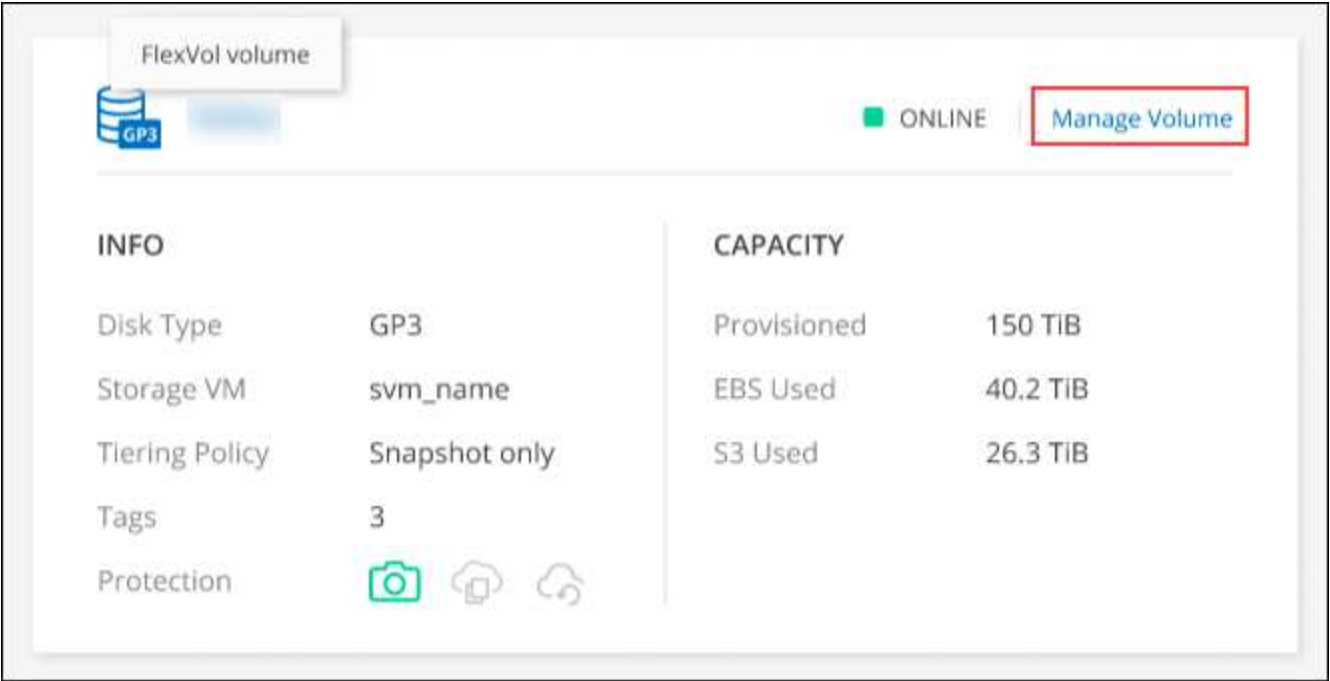 FlexVol volume
GP3
ONLINE
Manage Volume
INFO
Disk Type GP3
Storage VM svm_name
Tiering Policy Snapshot only
Tags 3
Protection
CAPACITY
Provisioned 150 TiB
EBS Used 40.2 TiB
S3 Used 26.3 TiB